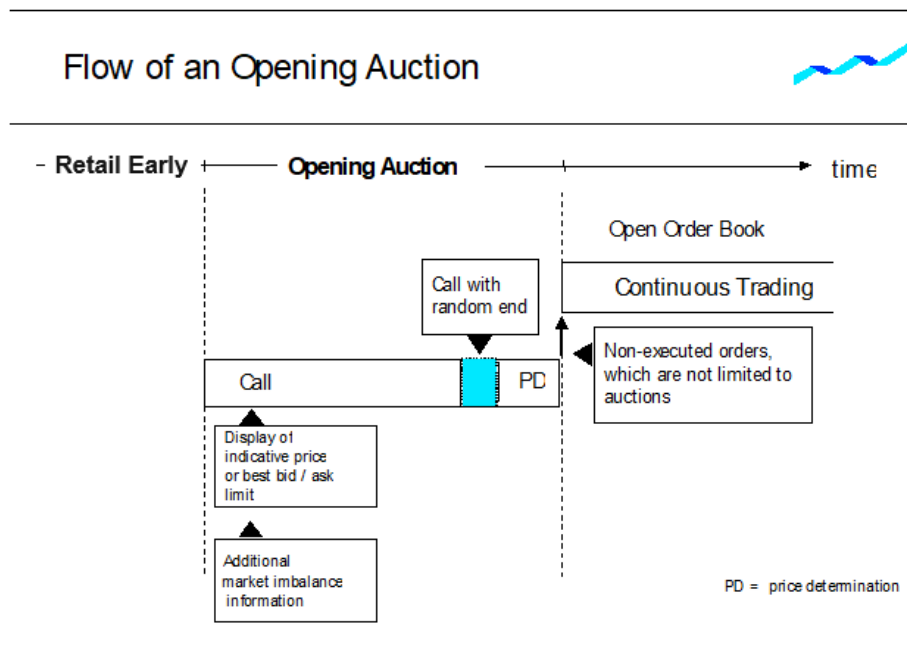 Flow of an Opening Auction
- Retail Early
Opening Auction
time
Open Order Book
Continuous Trading
Call with
random end
Call
PD
Non-executed orders,
which are not limited to
auctions
Display of
indicative price
or best bid / ask
limit
Additional
market imbalance
information
PD = price determination